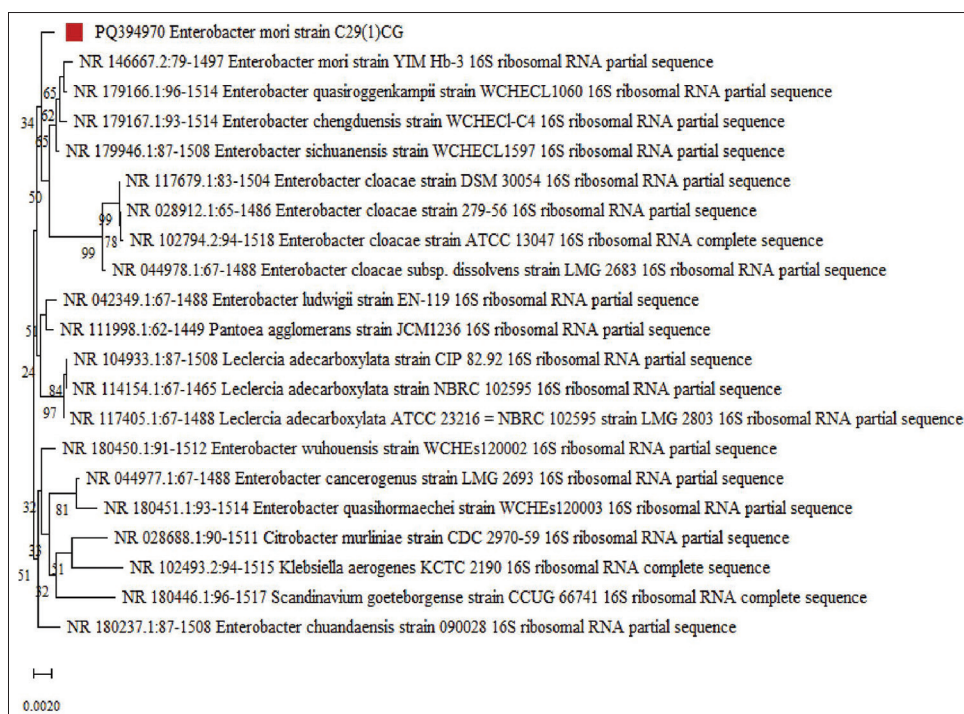 PQ394970 Enterobacter mori strain C29(1)CG
NR 146667.2:79-1497 Enterobacter mori strain YIM Hb-3 16S ribosomal RNA partial sequence
65
NR 179166.1:96-1514 Enterobacter quasiroggenkampii strain WCHECL1060 16S ribosomal RNA partial sequence
62
34
NR 179167.1:93-1514 Enterobacter chengduensis strain WCHECl-C4 16S ribosomal RNA partial sequence
65
NR 179946.1:87-1508 Enterobacter sichuanensis strain WCHECL1597 16S ribosomal RNA partial sequence
NR 117679.1:83-1504 Enterobacter cloacae strain DSM 30054 16S ribosomal RNA partial sequence
50
NR 028912.1:65-1486 Enterobacter cloacae strain 279-56 16S ribosomal RNA partial sequence
99
NR 102794.2:94-1518 Enterobacter cloacae strain ATCC 13047 16S ribosomal RNA complete sequence
78
99
NR 044978.1:67-1488 Enterobacter cloacae subsp. dissolvens strain LMG 2683 16S ribosomal RNA partial sequence
NR 042349.1:67-1488 Enterobacter ludwigii strain EN-119 16S ribosomal RNA partial sequence
51
NR 111998.1:62-1449 Pantoea agglomerans strain JCM1236 16S ribosomal RNA partial sequence
NR 104933.1:87-1508 Leclercia adecarboxylata strain CIP 82.92 16S ribosomal RNA partial sequence
24
NR 114154.1:67-1465 Leclercia adecarboxylata strain NBRC 102595 16S ribosomal RNA partial sequence
84
97
NR 117405.1:67-1488 Leclercia adecarboxylata ATCC 23216 = NBRC 102595 strain LMG 2803 16S ribosomal RNA partial sequence
NR 180450.1:91-1512 Enterobacter wuhouensis strain WCHEs120002 16S ribosomal RNA partial sequence
NR 044977.1:67-1488 Enterobacter cancerogenus strain LMG 2693 16S ribosomal RNA partial sequence
32
81
NR 180451.1:93-1514 Enterobacter quasihormaechei strain WCHEs120003 16S ribosomal RNA partial sequence
NR 028688.1:90-1511 Citrobacter murliniae strain CDC 2970-59 16S ribosomal RNA partial sequence
33
NR 102493.2:94-1515 Klebsiella aerogenes KCTC 2190 16S ribosomal RNA complete sequence
51
51
32
NR 180446.1:96-1517 Scandinavium goeteborgense strain CCUG 66741 16S ribosomal RNA complete sequence
NR 180237.1:87-1508 Enterobacter chuandaensis strain 090028 16S ribosomal RNA partial sequence
0.0020